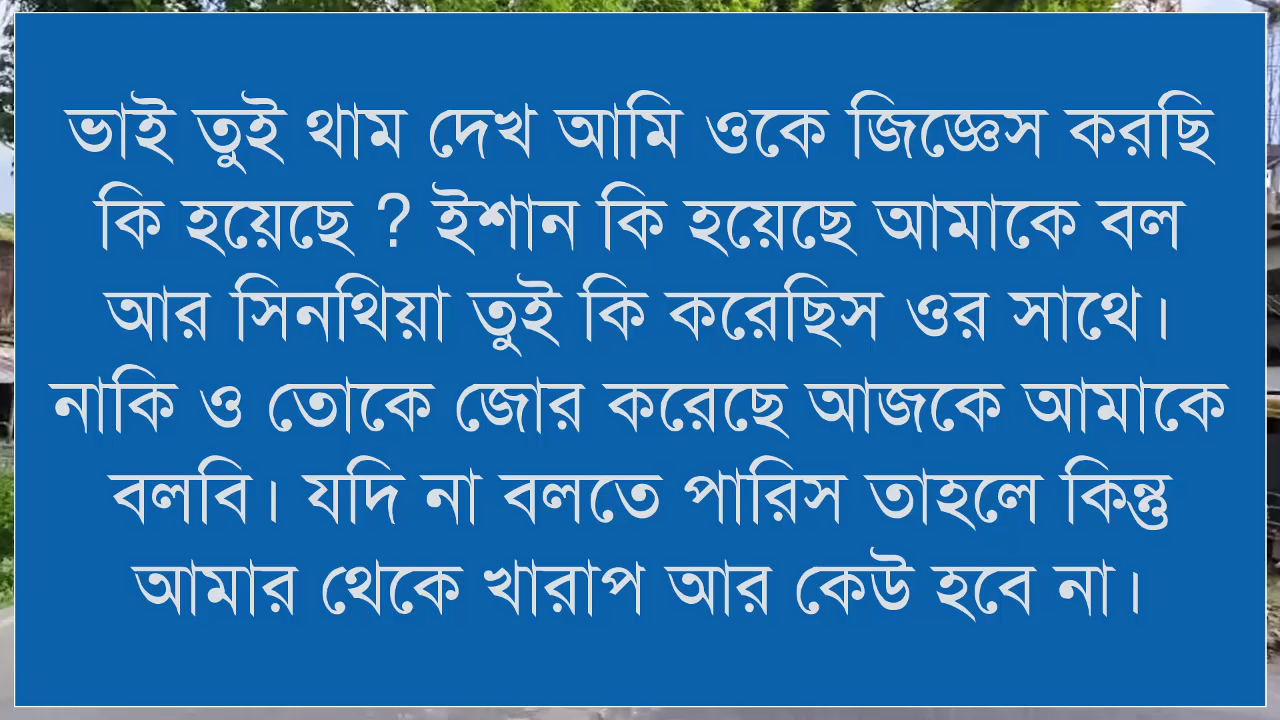 ভাই তুই থাম দেখ আমি ওকে জিজ্ঞেস করছি
কি হয়েছে ? ইশান কি হয়েছে আমাকে বল
আর সিনথিয়া তুই কি করেছিস ওর সাথে।
নাকি ও তোকে জোর করেছে আজকে আমাকে
বলবি। যদি না বলতে পারিস তাহলে কিন্তু
আমার থেকে খারাপ আর কেউ হবে না।